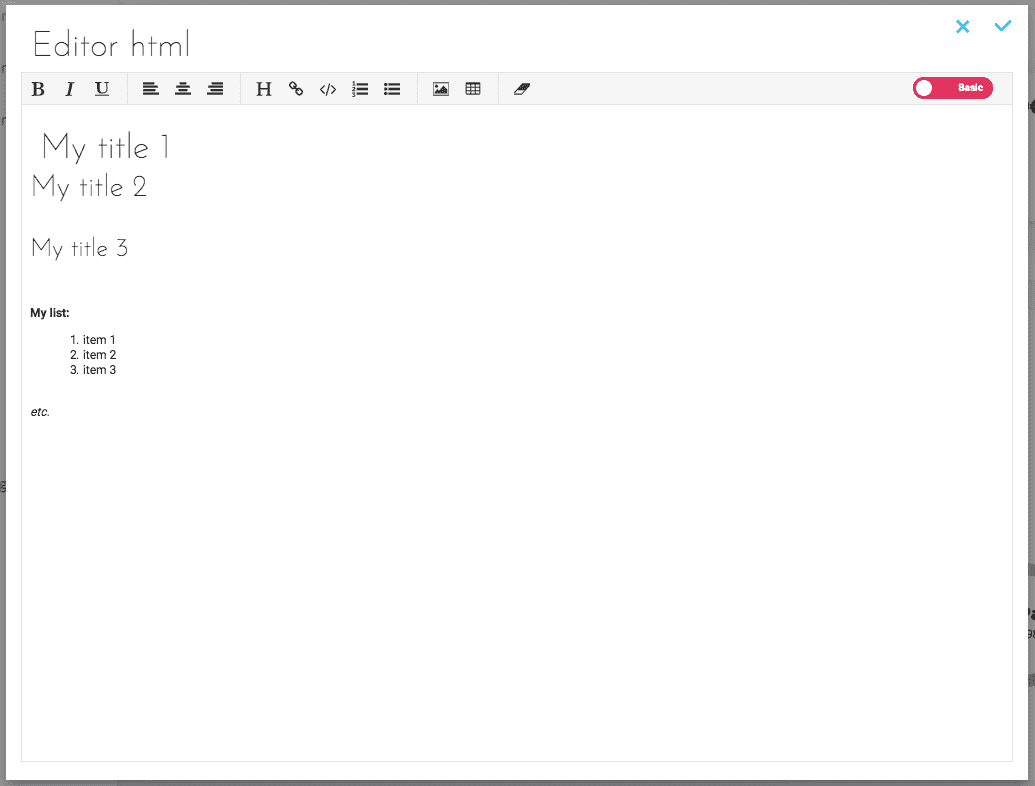 Editor html
B I U H </> Basic
My title 1
My title 2
My title 3
My list:
1. item 1
2. item 2
3. item 3
etc.